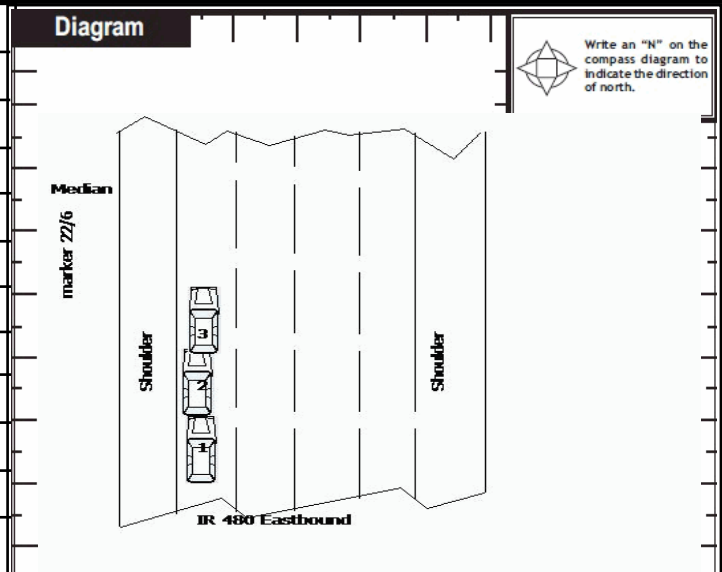 Diagram
Write an “N” on the
compass diagram to
indicate the direction
of north.
Median
marker 22/6
Shoulder
Shoulder
3
2
1
IR 480 Eastbound